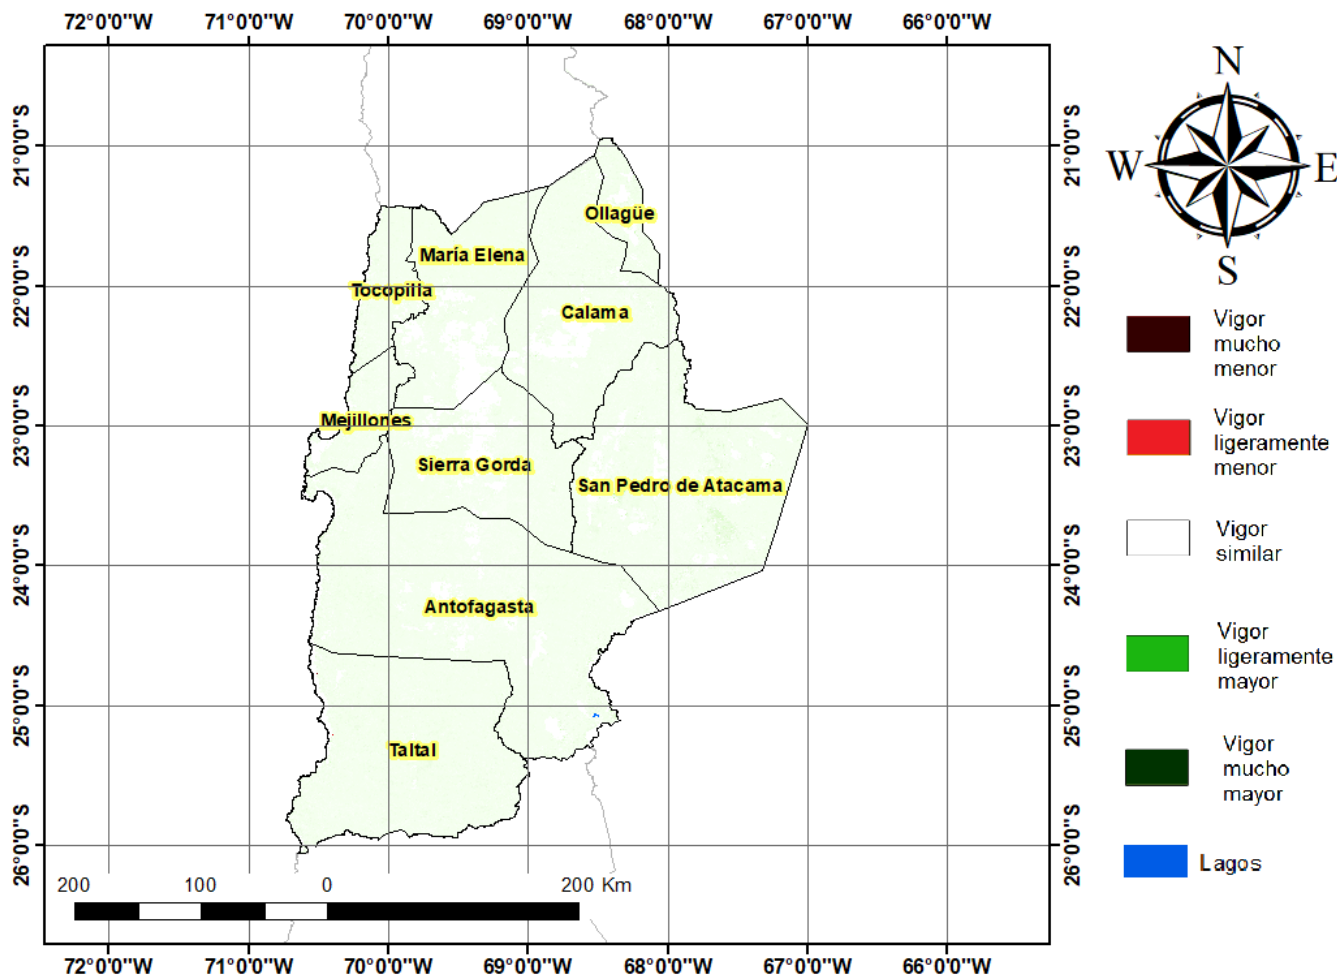 72°0'0"W 71°0'0"W 70°0'0"W 69°0'0"W 68°0'0"W 67°0'0"W 66°0'0"W
N
W E
S
21°0'0"S 21°0'0"S
22°0'0"S 22°0'0"S
23°0'0"S 23°0'0"S
24°0'0"S 24°0'0"S
25°0'0"S 25°0'0"S
26°0'0"S 26°0'0"S
Ollagüe
María Elena
Tocopilla
Calama
Mejillones
Sierra Gorda
San Pedro de Atacama
Antofagasta
Taltal
Vigor
mucho
menor
Vigor
ligeramente
menor
Vigor
similar
Vigor
ligeramente
mayor
Vigor
mucho
mayor
Lagos
200 100 0 200 Km
72°0'0"W 71°0'0"W 70°0'0"W 69°0'0"W 68°0'0"W 67°0'0"W 66°0'0"W